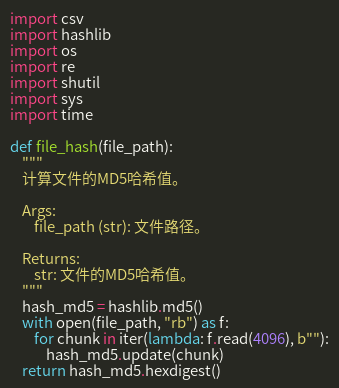 import csv
import hashlib
import os
import re
import shutil
import sys
import time

def file_hash(file_path):
    """
    计算文件的MD5哈希值。

    Args:
        file_path (str): 文件路径。

    Returns:
        str: 文件的MD5哈希值。
    """
    hash_md5 = hashlib.md5()
    with open(file_path, "rb") as f:
        for chunk in iter(lambda: f.read(4096), b""):
            hash_md5.update(chunk)
    return hash_md5.hexdigest()